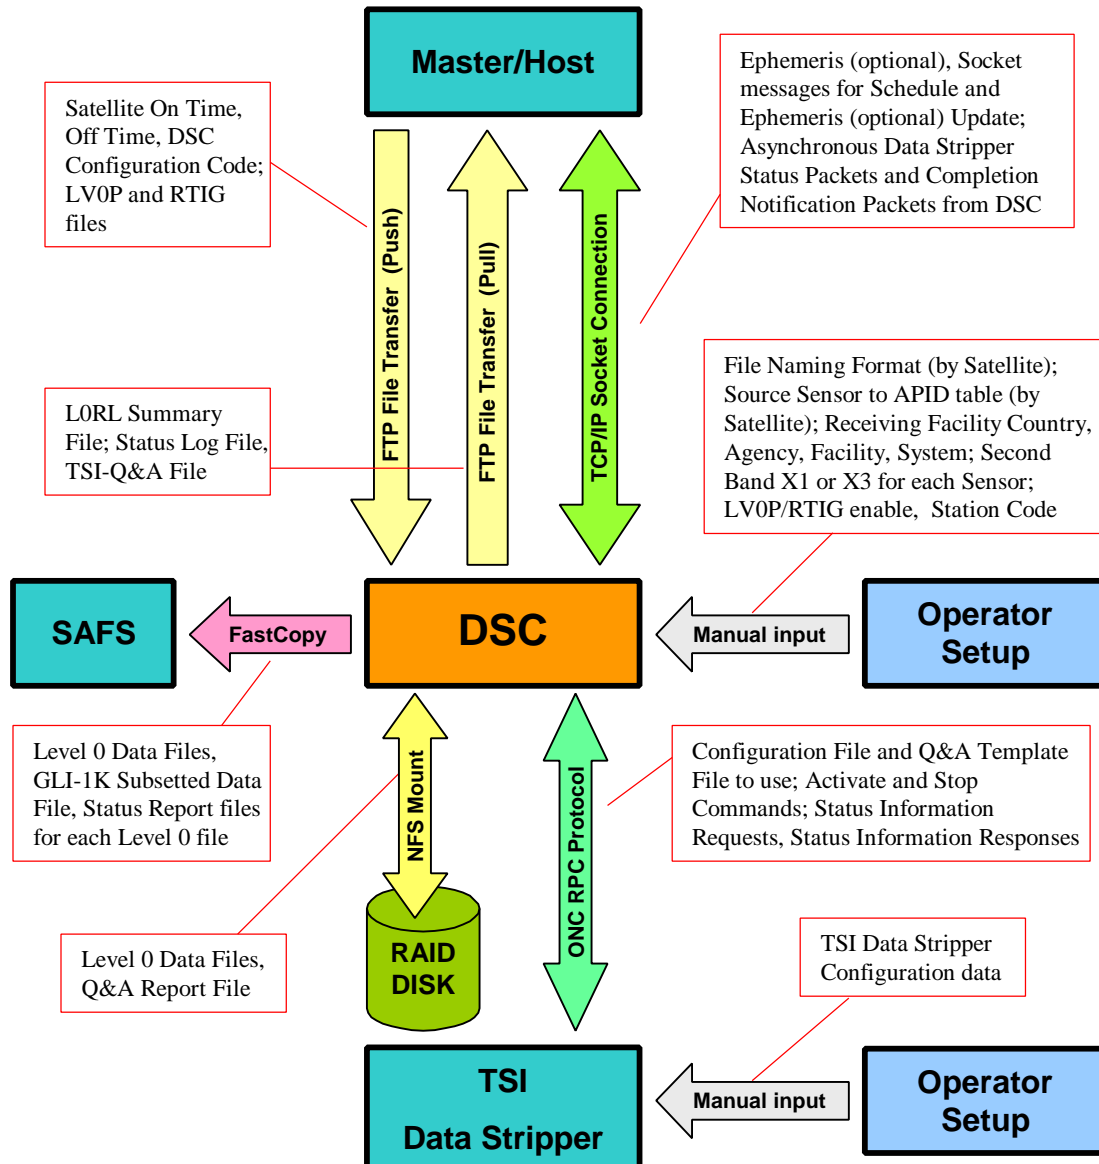 Master/Host
Satellite On Time,
Off Time, DSC
Configuration Code;
LV0P and RTIG
files
Ephemeris (optional), Socket
messages for Schedule and
Ephemeris (optional) Update;
Asynchronous Data Stripper
Status Packets and Completion
Notification Packets from DSC
FTP File Transfer  (Push)
FTP File Transfer  (Pull)
TCP/IP Socket Connection
L0RL Summary
File; Status Log File,
TSI-Q&A File
File Naming Format (by Satellite);
Source Sensor to APID table (by
Satellite); Receiving Facility Country,
Agency, Facility, System; Second
Band X1 or X3 for each Sensor;
LV0P/RTIG enable,  Station Code
SAFS
FastCopy
DSC
Manual input
Operator
Setup
Level 0 Data Files,
GLI-1K Subsetted Data
File, Status Report files
for each Level 0 file
NFS Mount
ONC RPC Protocol
Configuration File and Q&A Template
File to use; Activate and Stop
Commands; Status Information
Requests, Status Information Responses
Level 0 Data Files,
Q&A Report File
RAID
DISK
TSI Data Stripper
Configuration data
TSI
Data Stripper
Manual input
Operator
Setup